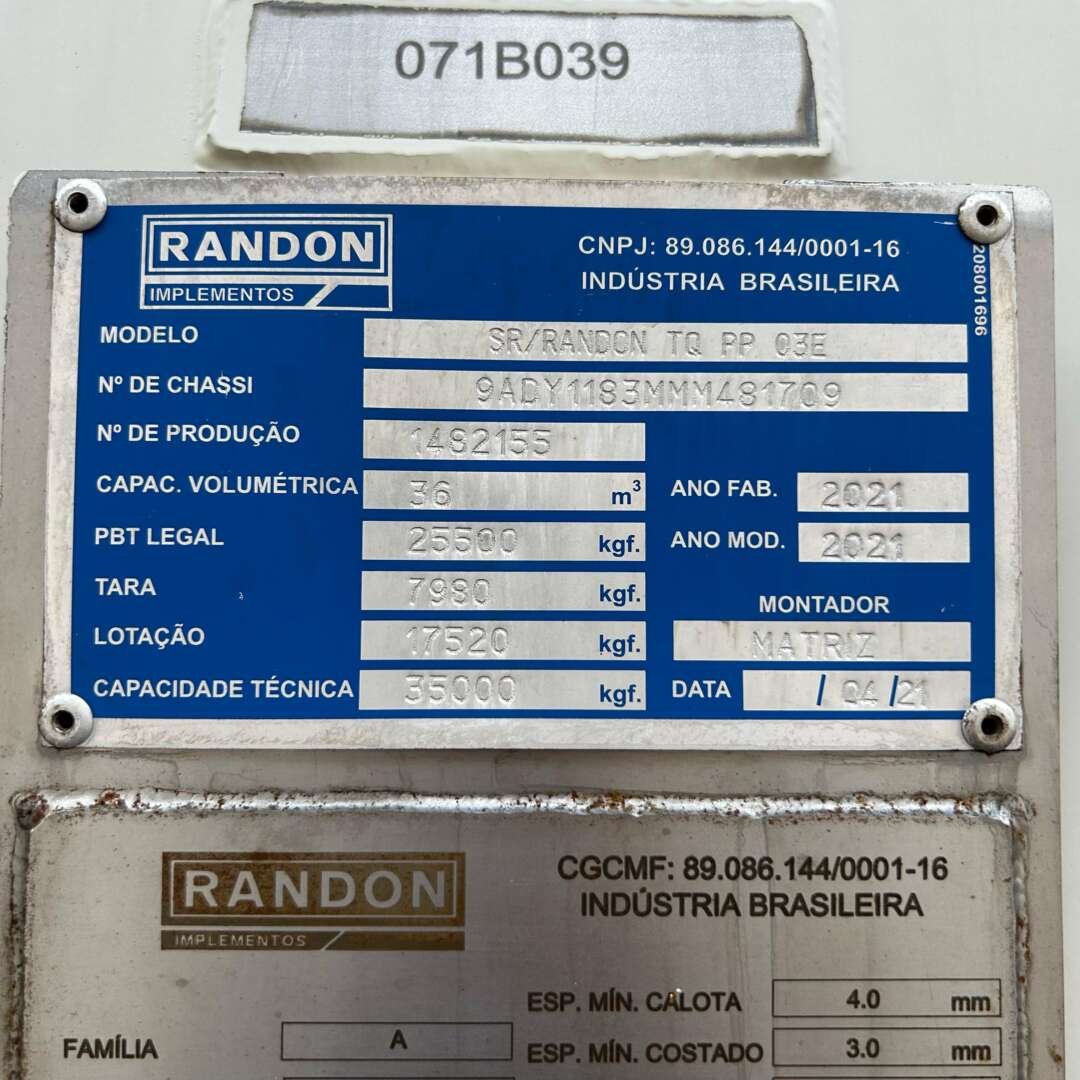 071B039
RANDON
IMPLEMENTOS
CNPJ: 89.086.144/0001-16
INDÚSTRIA BRASILEIRA
208001696
MODELO SR/RANDON TQ PP 03E
Nº DE CHASSI 9ADY1183MMM481709
Nº DE PRODUÇÃO 1482155
CAPAC. VOLUMÉTRICA 36 m³ ANO FAB. 2021
PBT LEGAL 25500 kgf. ANO MOD. 2021
TARA 7980 kgf.
MONTADOR
LOTAÇÃO 17520 kgf. MATRIZ
CAPACIDADE TÉCNICA 35000 kgf. DATA / 04 / 21
RANDON
IMPLEMENTOS
CGCMF: 89.086.144/0001-16
INDÚSTRIA BRASILEIRA
ESP. MÍN. CALOTA 4.0 mm
FAMÍLIA A ESP. MÍN. COSTADO 3.0 mm